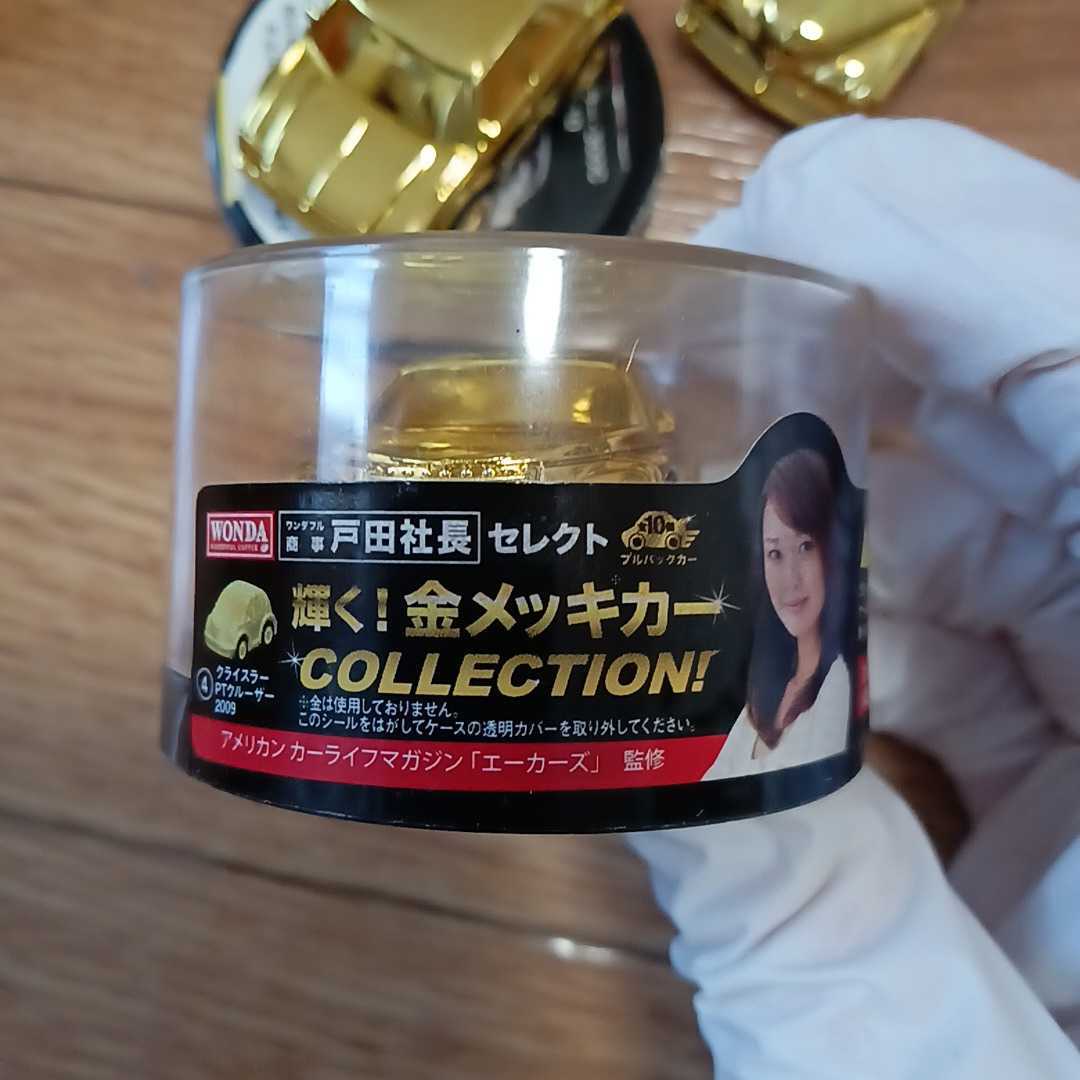 WONDA
WONDERFUL COFFEE
ワンダフル
商事 戸田社長 セレクト
全10種
プルバックカー
輝く! 金メッキカー※
COLLECTION!
④ クライスラー
PTクルーザー
2009
※金は使用しておりません。
このシールをはがしてケースの透明カバーを取り外してください。
アメリカン カーライフマガジン「エーカーズ」 監修